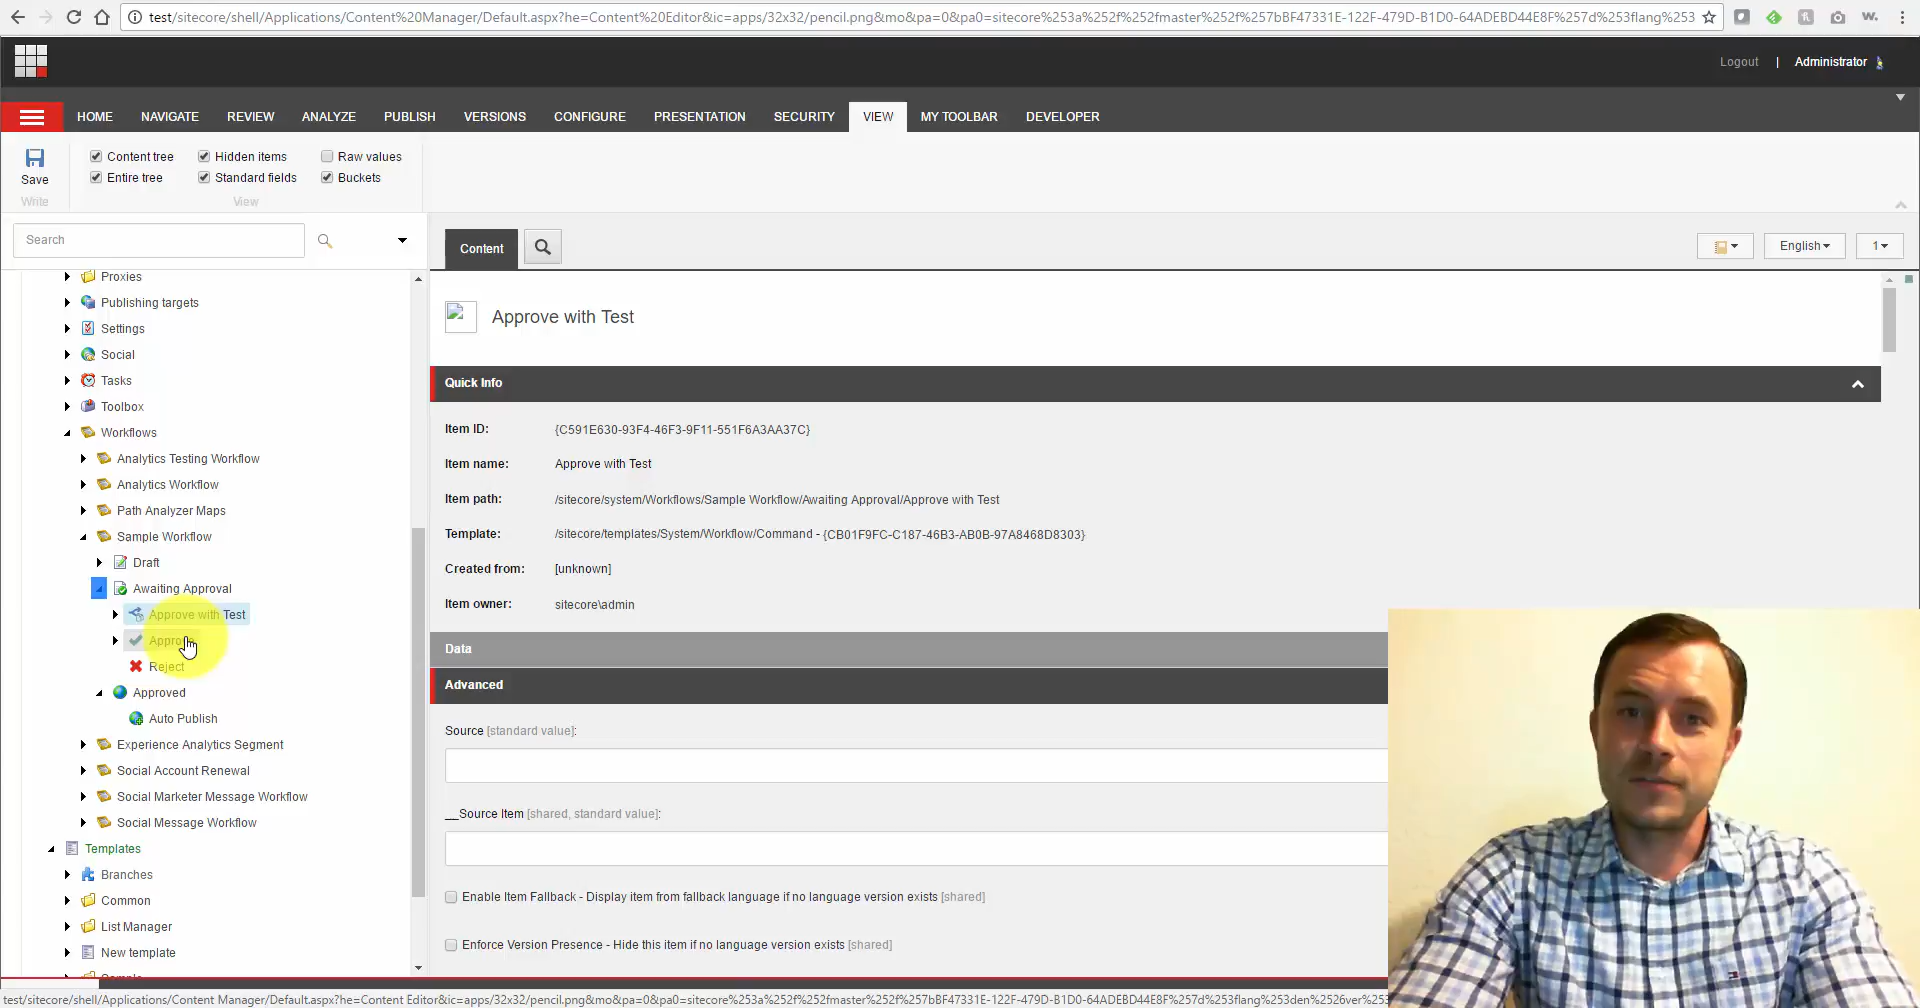 test/sitecore/shell/Applications/Content%20Manager/Default.aspx?he=Content%20Editor&ic=apps/32x32/pencil.png&mo&pa=0&pa0=sitecore%253a%252f%252fmaster%252f%257bBF47331E-122F-479D-B1D0-64ADEBD44E8F%257d%253flang%253
Logout | Administrator
HOME NAVIGATE REVIEW ANALYZE PUBLISH VERSIONS CONFIGURE PRESENTATION SECURITY VIEW MY TOOLBAR DEVELOPER
Content tree Hidden items Raw values
Save Entire tree Standard fields Buckets
Write View
Search
Content English 1
Proxies
Publishing targets
Settings
Social
Tasks
Toolbox
Workflows
Analytics Testing Workflow
Analytics Workflow
Path Analyzer Maps
Sample Workflow
Draft
Awaiting Approval
Approve with Test
Approve
Reject
Approved
Auto Publish
Experience Analytics Segment
Social Account Renewal
Social Marketer Message Workflow
Social Message Workflow
Templates
Branches
Common
List Manager
New template
Approve with Test
Quick Info
Item ID: {C591E630-93F4-46F3-9F11-551F6A3AA37C}
Item name: Approve with Test
Item path: /sitecore/system/Workflows/Sample Workflow/Awaiting Approval/Approve with Test
Template: /sitecore/templates/System/Workflow/Command - {CB01F9FC-C187-46B3-AB0B-97A8468D8303}
Created from: [unknown]
Item owner: sitecore\admin
Data
Advanced
Source [standard value]:
__Source Item [shared, standard value]:
Enable Item Fallback - Display item from fallback language if no language version exists [shared]
Enforce Version Presence - Hide this item if no language version exists [shared]
test/sitecore/shell/Applications/Content Manager/Default.aspx?he=Content Editor&ic=apps/32x32/pencil.png&mo&pa=0&pa0=sitecore%253a%252f%252fmaster%252f%257bBF47331E-122F-479D-B1D0-64ADEBD44E8F%257d%253flang%253den%2526ver%253